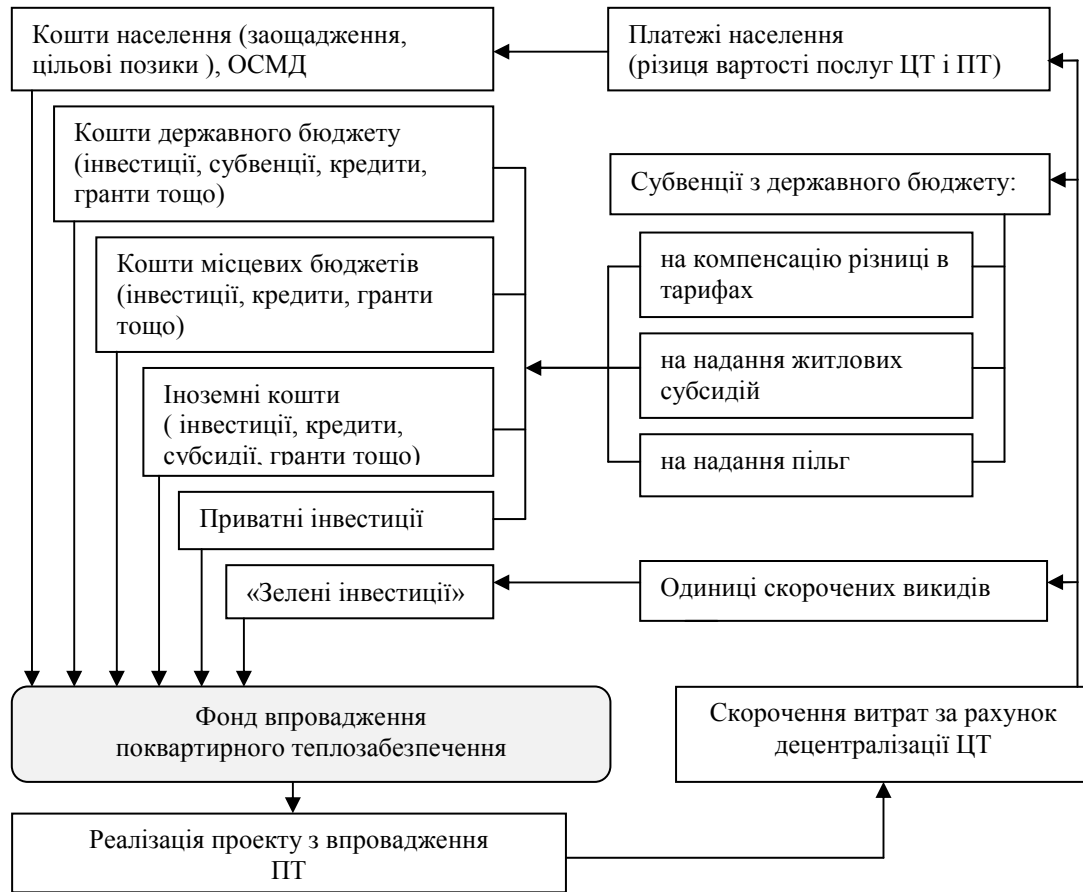 Кошти населення (заощадження,
цільові позики ), ОСМД
Платежі населення
(різиця вартості послуг ЦТ і ПТ)
Кошти державного бюджету
(інвестиції, субвенції, кредити,
гранти тощо)
Субвенції з державного бюджету:
Кошти місцевих бюджетів
(інвестиції, кредити, гранти
тощо)
на компенсацію різниці в
тарифах
на надання житлових
субсидій
Іноземні кошти
( інвестиції, кредити,
субсидії, гранти тощо)
на надання пільг
Приватні інвестиції
«Зелені інвестиції»
Одиниці скорочених викидів
Фонд впровадження
поквартирного теплозабезпечення
Скорочення витрат за рахунок
децентралізації ЦТ
Реалізація проекту з впровадження
ПТ